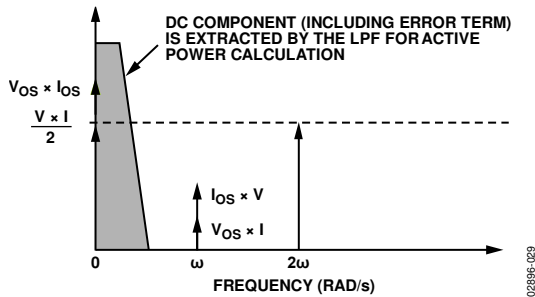 DC COMPONENT (INCLUDING ERROR TERM)
IS EXTRACTED BY THE LPF FOR ACTIVE
POWER CALCULATION
VOS × IOS
V × I
2
IOS × V
VOS × I
0
ω
2ω
FREQUENCY (RAD/s)
02896-029